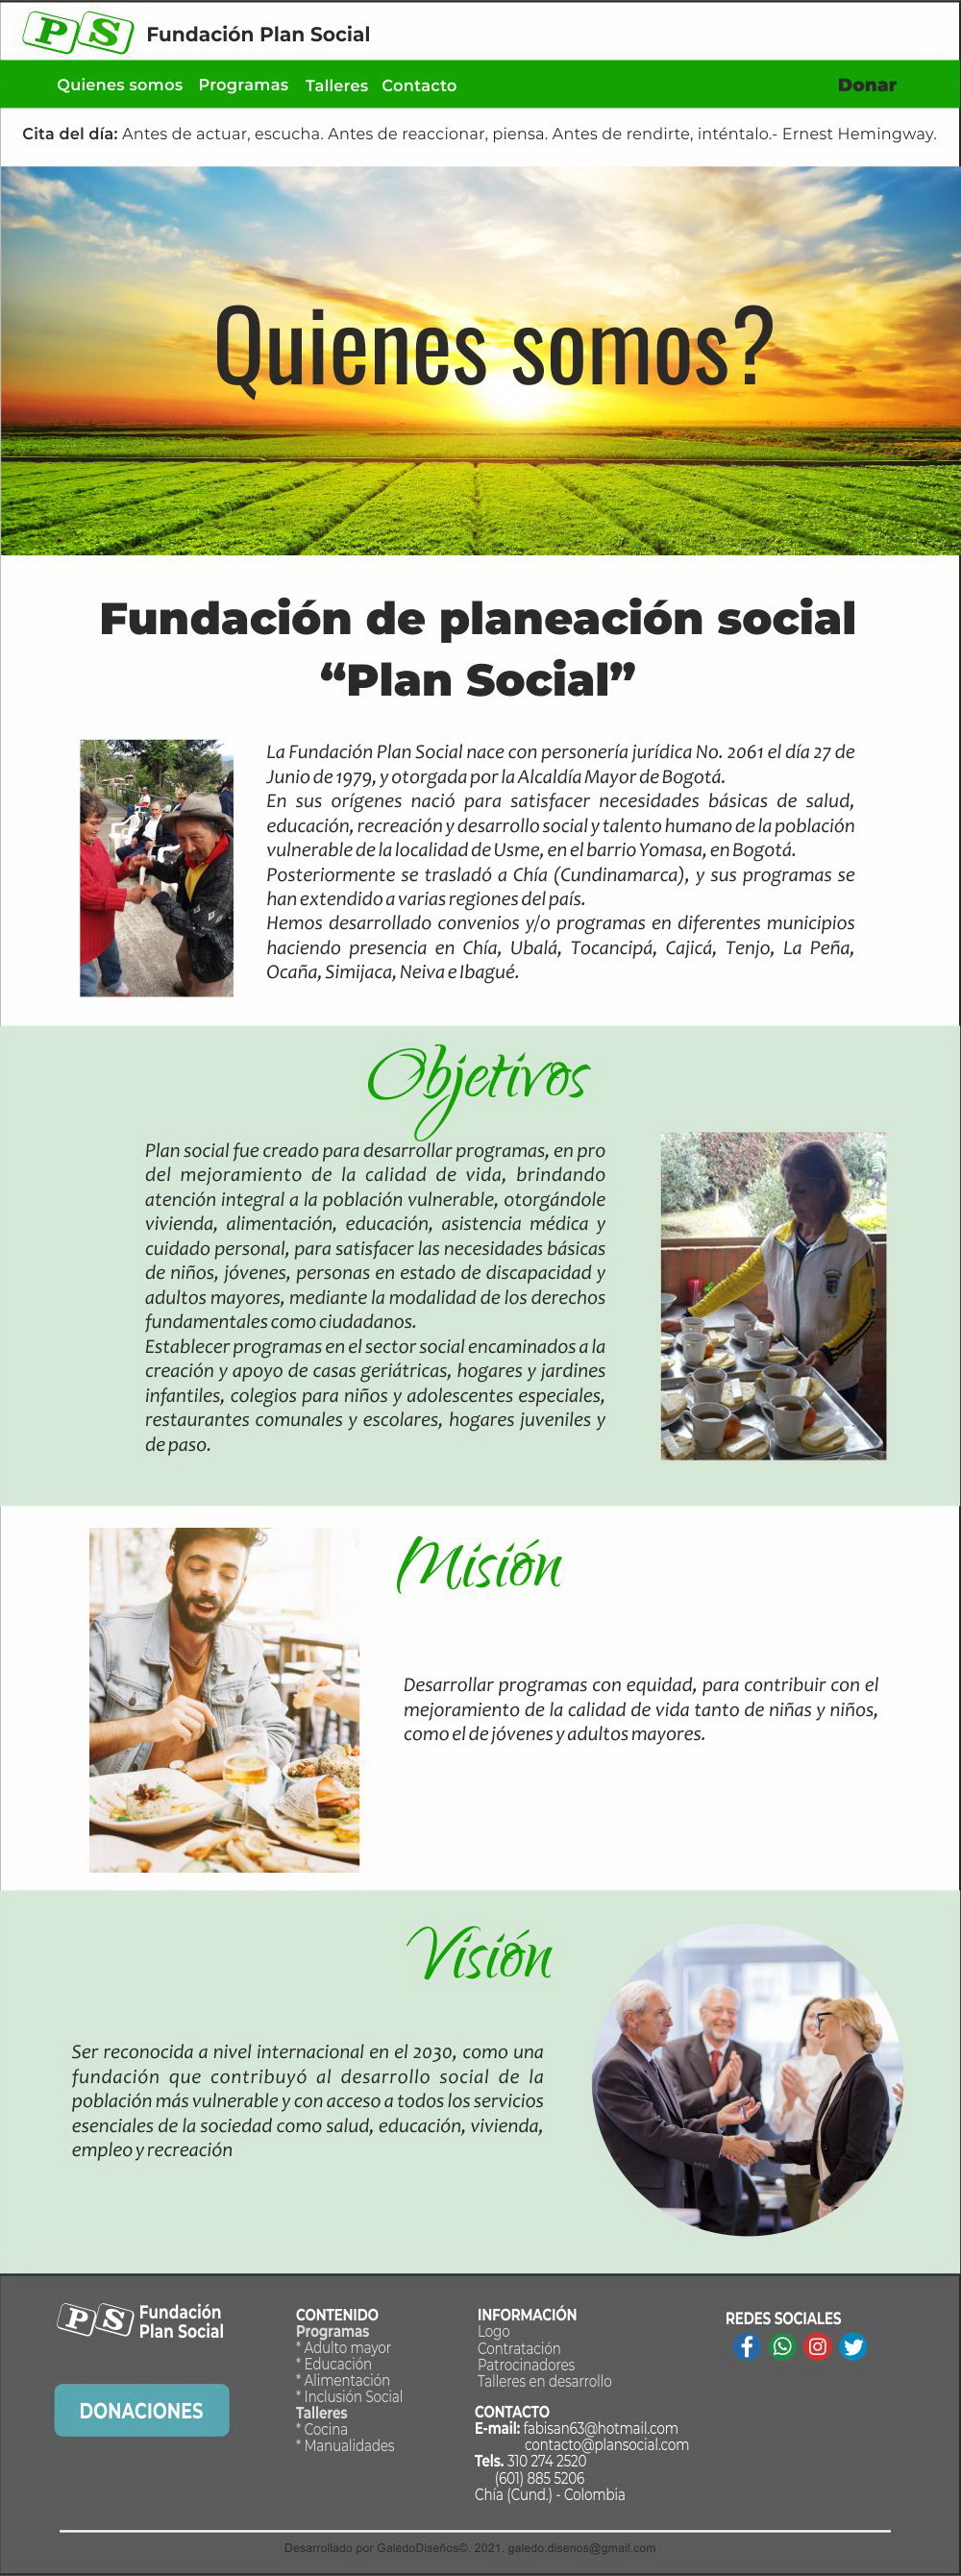 PS Fundación Plan Social
Quienes somos Programas Talleres Contacto Donar
Cita del día: Antes de actuar, escucha. Antes de reaccionar, piensa. Antes de rendirte, inténtalo.- Ernest Hemingway.
Quienes somos?
Fundación de planeación social
“Plan Social”
La Fundación Plan Social nace con personería jurídica No. 2061 el día 27 de
Junio de 1979, y otorgada por la Alcaldía Mayor de Bogotá.
En sus orígenes nació para satisfacer necesidades básicas de salud,
educación, recreación y desarrollo social y talento humano de la población
vulnerable de la localidad de Usme, en el barrio Yomasa, en Bogotá.
Posteriormente se trasladó a Chía (Cundinamarca), y sus programas se
han extendido a varias regiones del país.
Hemos desarrollado convenios y/o programas en diferentes municipios
haciendo presencia en Chía, Ubalá, Tocancipá, Cajicá, Tenjo, La Peña,
Ocaña, Simijaca, Neiva e Ibagué.
Objetivos
Plan social fue creado para desarrollar programas, en pro
del mejoramiento de la calidad de vida, brindando
atención integral a la población vulnerable, otorgándole
vivienda, alimentación, educación, asistencia médica y
cuidado personal, para satisfacer las necesidades básicas
de niños, jóvenes, personas en estado de discapacidad y
adultos mayores, mediante la modalidad de los derechos
fundamentales como ciudadanos.
Establecer programas en el sector social encaminados a la
creación y apoyo de casas geriátricas, hogares y jardines
infantiles, colegios para niños y adolescentes especiales,
restaurantes comunales y escolares, hogares juveniles y
de paso.
Misión
Desarrollar programas con equidad, para contribuir con el
mejoramiento de la calidad de vida tanto de niñas y niños,
como el de jóvenes y adultos mayores.
Visión
Ser reconocida a nivel internacional en el 2030, como una
fundación que contribuyó al desarrollo social de la
población más vulnerable y con acceso a todos los servicios
esenciales de la sociedad como salud, educación, vivienda,
empleo y recreación
PS Fundación
Plan Social
DONACIONES
CONTENIDO
Programas
* Adulto mayor
* Educación
* Alimentación
* Inclusión Social
Talleres
* Cocina
* Manualidades
INFORMACIÓN
Logo
Contratación
Patrocinadores
Talleres en desarrollo
CONTACTO
E-mail: fabisan63@hotmail.com
contacto@plansocial.com
Tels. 310 274 2520
(601) 885 5206
Chía (Cund.) - Colombia
REDES SOCIALES
Desarrollado por GaledoDiseños©. 2021. galedo.disenos@gmail.com